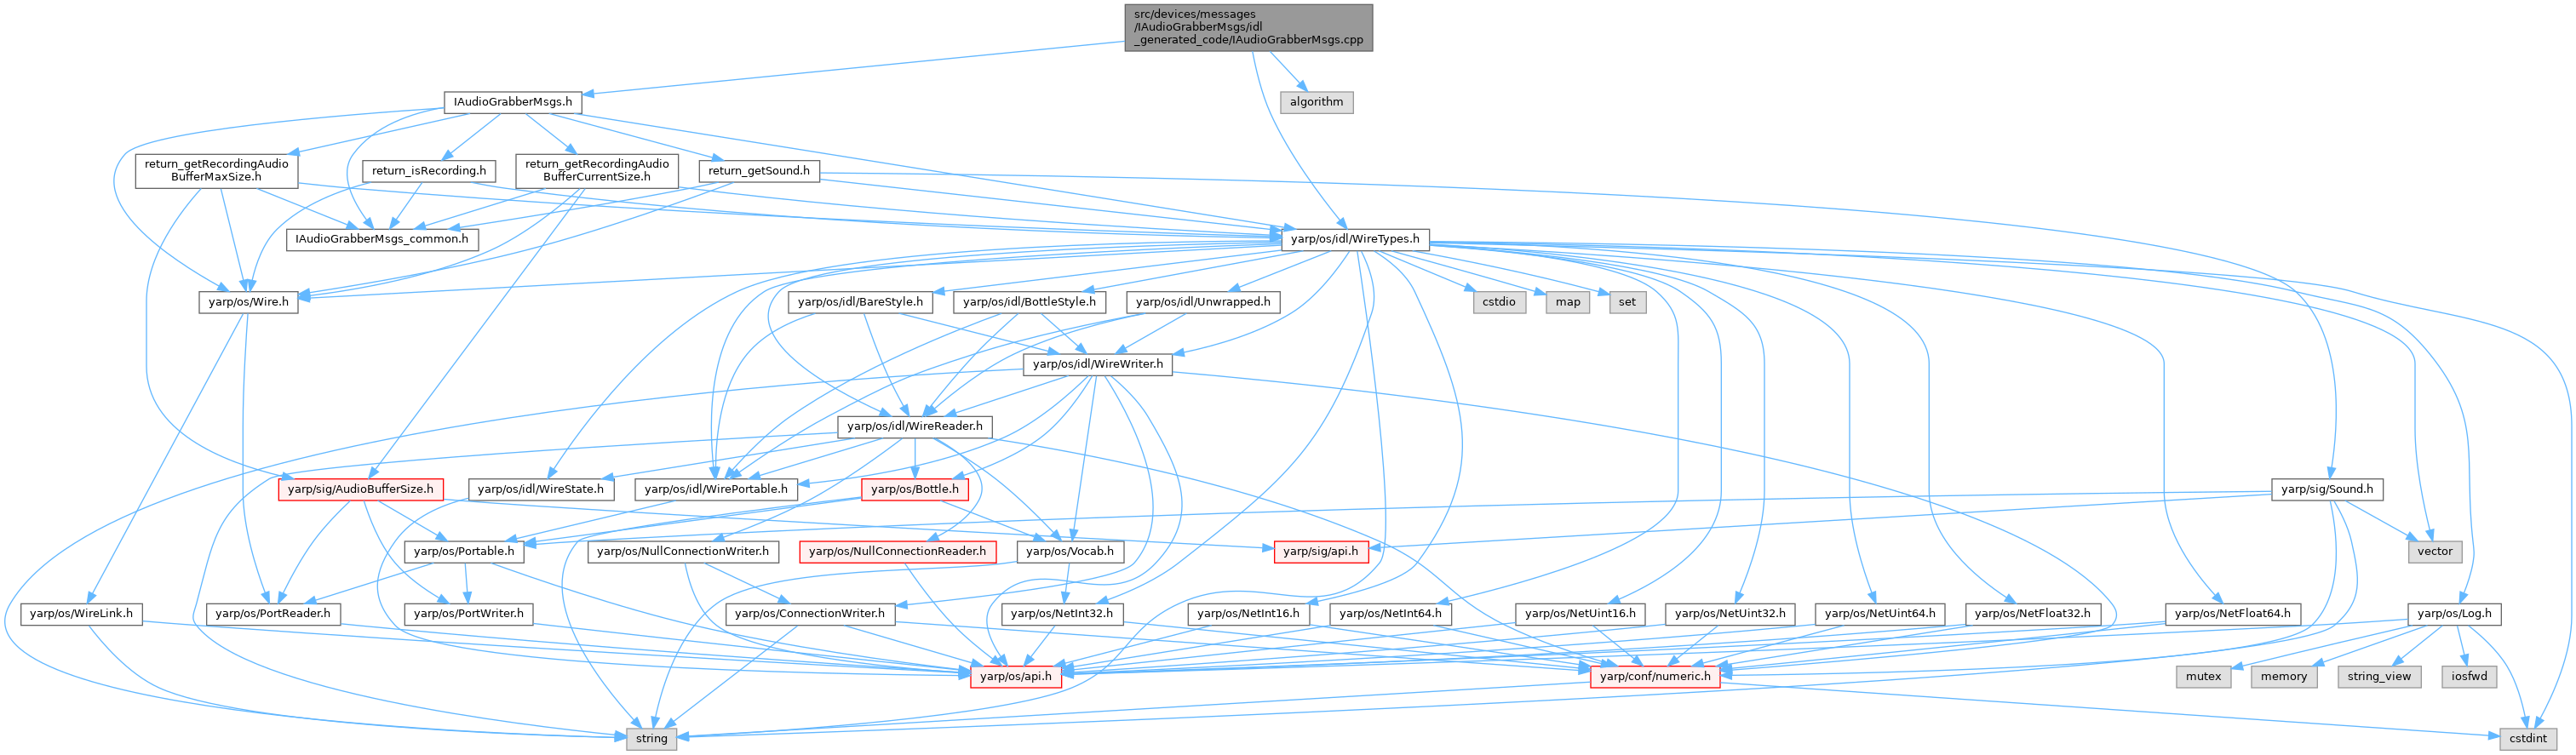 src/devices/messages
/IAudioGrabberMsgs/idl
_generated_code/IAudioGrabberMsgs.cpp
IAudioGrabberMsgs.h
algorithm
return_getRecordingAudio
BufferMaxSize.h
return_isRecording.h
return_getRecordingAudio
BufferCurrentSize.h
return_getSound.h
IAudioGrabberMsgs_common.h
yarp/os/idl/WireTypes.h
yarp/os/Wire.h
yarp/os/idl/BareStyle.h
yarp/os/idl/BottleStyle.h
yarp/os/idl/Unwrapped.h
cstdio
map
set
yarp/os/idl/WireWriter.h
yarp/os/idl/WireReader.h
yarp/sig/AudioBufferSize.h
yarp/os/idl/WireState.h
yarp/os/idl/WirePortable.h
yarp/os/Bottle.h
yarp/sig/Sound.h
yarp/os/Portable.h
yarp/os/NullConnectionWriter.h
yarp/os/NullConnectionReader.h
yarp/os/Vocab.h
yarp/sig/api.h
vector
yarp/os/WireLink.h
yarp/os/PortReader.h
yarp/os/PortWriter.h
yarp/os/ConnectionWriter.h
yarp/os/NetInt32.h
yarp/os/NetInt16.h
yarp/os/NetInt64.h
yarp/os/NetUint16.h
yarp/os/NetUint32.h
yarp/os/NetUint64.h
yarp/os/NetFloat32.h
yarp/os/NetFloat64.h
yarp/os/Log.h
yarp/os/api.h
yarp/conf/numeric.h
mutex
memory
string_view
iosfwd
string
cstdint